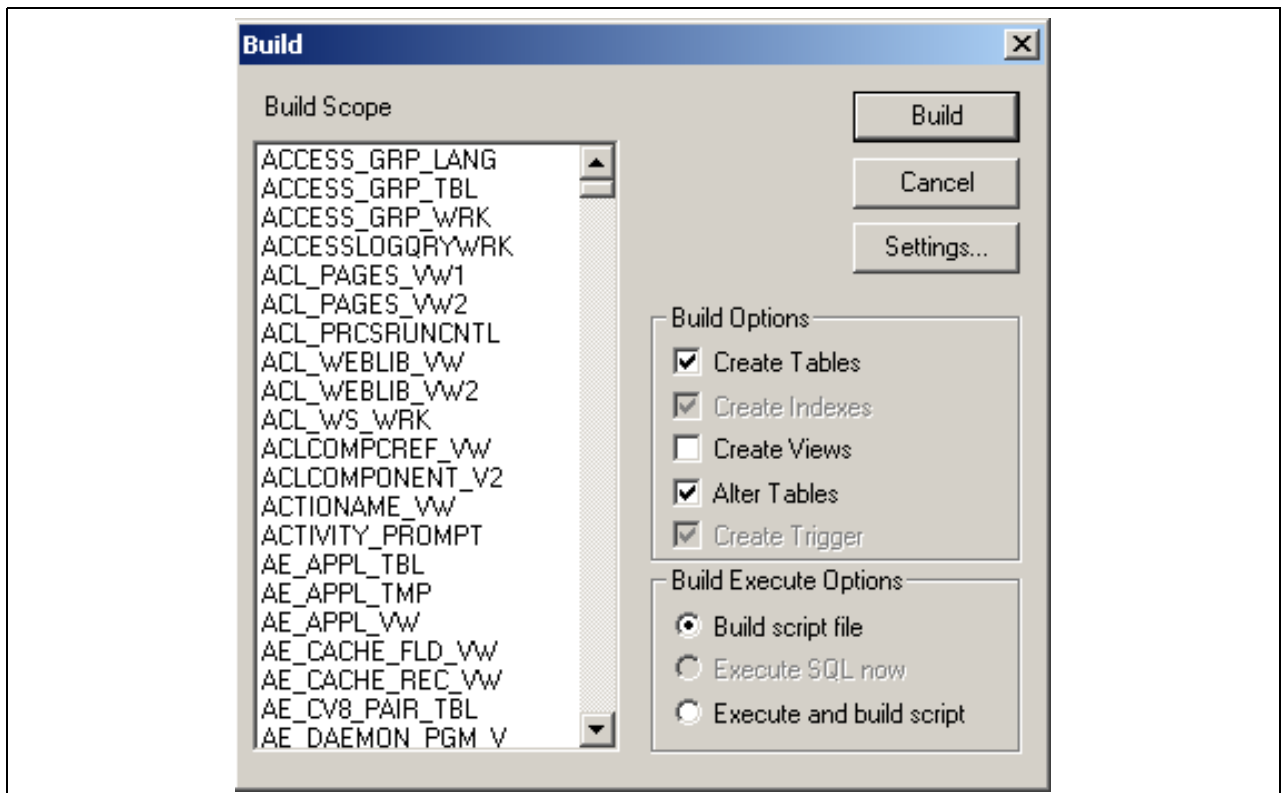 Build
Build Scope
ACCESS_GRP_LANG
ACCESS_GRP_TBL
ACCESS_GRP_WRK
ACCESSLOGQRYWRK
ACL_PAGES_VW1
ACL_PAGES_VW2
ACL_PRCSRUNCNTL
ACL_WEBLIB_VW
ACL_WEBLIB_VW2
ACL_WS_WRK
ACLCOMPCREF_VW
ACLCOMPONENT_V2
ACTIONAME_VW
ACTIVITY_PROMPT
AE_APPL_TBL
AE_APPL_TMP
AE_APPL_VW
AE_CACHE_FLD_VW
AE_CACHE_REC_VW
AE_CV8_PAIR_TBL
AE_DAEMON_PGM_V
Build
Cancel
Settings...
Build Options
Create Tables
Create Indexes
Create Views
Alter Tables
Create Trigger
Build Execute Options
Build script file
Execute SQL now
Execute and build script